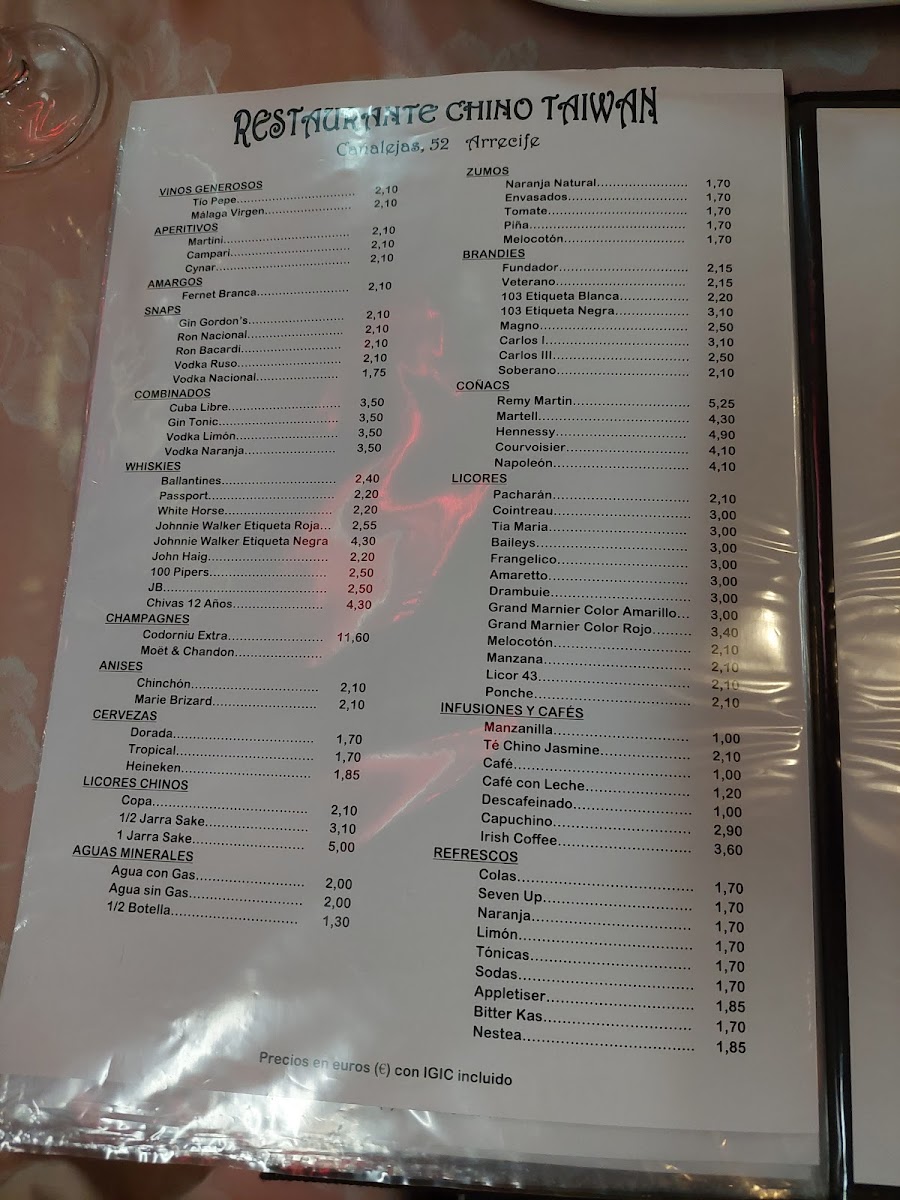 RESTAURANTE CHINO TAIWAN
Canalejas, 52 Arrecife
VINOS GENEROSOS
Tío Pepe.............................. 2,10
Málaga Virgen...................... 2,10
APERITIVOS
Martini................................ 2,10
Campari.............................. 2,10
Cynar.................................. 2,10
AMARGOS
Fernet Branca...................... 2,10
SNAPS
Gin Gordon's........................ 2,10
Ron Nacional........................ 2,10
Ron Bacardi......................... 2,10
Vodka Ruso.......................... 2,10
Vodka Nacional..................... 1,75
COMBINADOS
Cuba Libre........................... 3,50
Gin Tonic............................. 3,50
Vodka Limón........................ 3,50
Vodka Naranja...................... 3,50
WHISKIES
Ballantines........................... 2,40
Passport.............................. 2,20
White Horse......................... 2,20
Johnnie Walker Etiqueta Roja... 2,55
Johnnie Walker Etiqueta Negra 4,30
John Haig............................ 2,20
100 Pipers........................... 2,50
JB....................................... 2,50
Chivas 12 Años..................... 4,30
CHAMPAGNES
Codorniu Extra...................... 11,60
Moët & Chandon....................
ANISES
Chinchón............................. 2,10
Marie Brizard....................... 2,10
CERVEZAS
Dorada................................ 1,70
Tropical............................... 1,70
Heineken............................. 1,85
LICORES CHINOS
Copa................................... 2,10
1/2 Jarra Sake...................... 3,10
1 Jarra Sake......................... 5,00
AGUAS MINERALES
Agua con Gas....................... 2,00
Agua sin Gas........................ 2,00
1/2 Botella........................... 1,30
ZUMOS
Naranja Natural..................... 1,70
Envasados........................... 1,70
Tomate................................ 1,70
Piña.................................... 1,70
Melocotón........................... 1,70
BRANDIES
Fundador............................. 2,15
Veterano............................. 2,15
103 Etiqueta Blanca............... 2,20
103 Etiqueta Negra................ 3,10
Magno................................. 2,50
Carlos I............................... 3,10
Carlos III............................. 2,50
Soberano............................. 2,10
COÑACS
Remy Martin......................... 5,25
Martell................................ 4,30
Hennessy............................. 4,90
Courvoisier.......................... 4,10
Napoleón............................. 4,10
LICORES
Pacharán............................. 2,10
Cointreau............................ 3,00
Tia Maria............................. 3,00
Baileys................................ 3,00
Frangelico........................... 3,00
Amaretto............................. 3,00
Drambuie............................ 3,00
Grand Marnier Color Amarillo... 3,00
Grand Marnier Color Rojo........ 3,40
Melocotón........................... 2,10
Manzana.............................. 2,10
Licor 43............................... 2,10
Ponche................................ 2,10
INFUSIONES Y CAFÉS
Manzanilla........................... 1,00
Té Chino Jasmine.................. 2,10
Café................................... 1,00
Café con Leche..................... 1,20
Descafeinado....................... 1,00
Capuchino........................... 2,90
Irish Coffee.......................... 3,60
REFRESCOS
Colas.................................. 1,70
Seven Up............................. 1,70
Naranja............................... 1,70
Limón................................. 1,70
Tónicas............................... 1,70
Sodas................................. 1,70
Appletiser............................ 1,85
Bitter Kas............................ 1,70
Nestea................................ 1,85
Precios en euros (€) con IGIC incluido